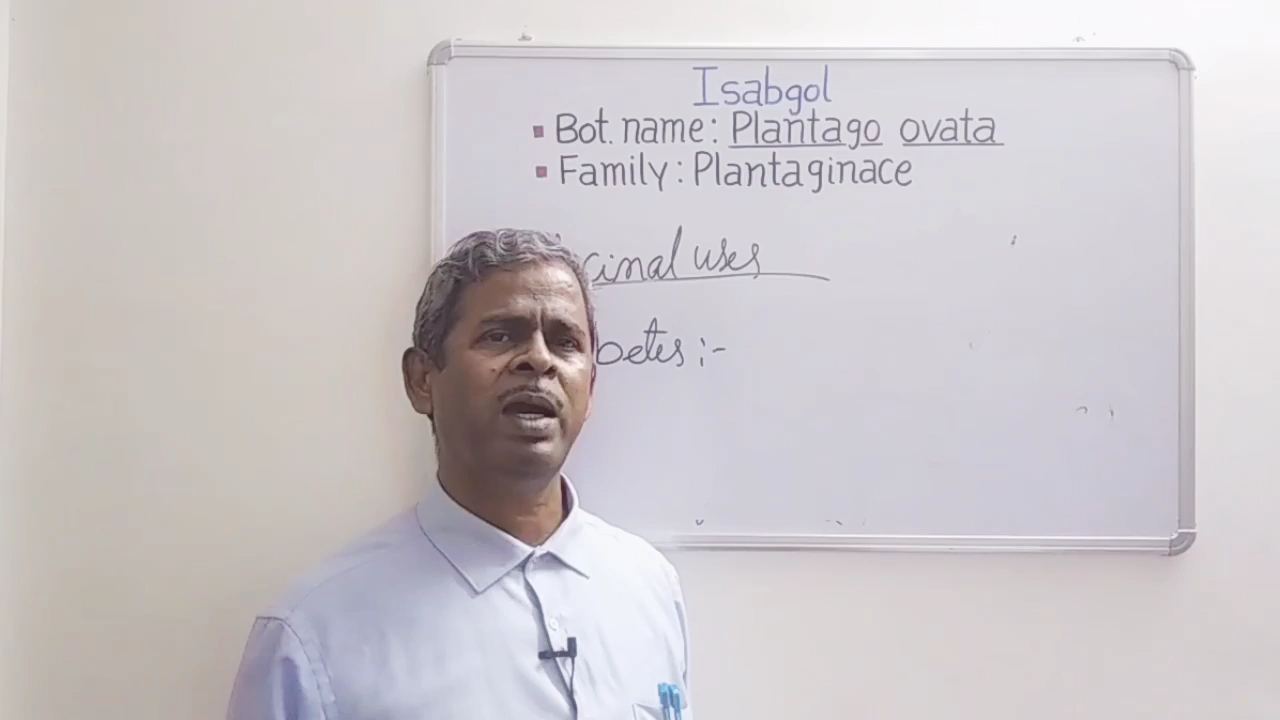 Isabgol
▪ Bot. name: Plantago ovata
▪ Family: Plantaginace
cinal uses
betes :-